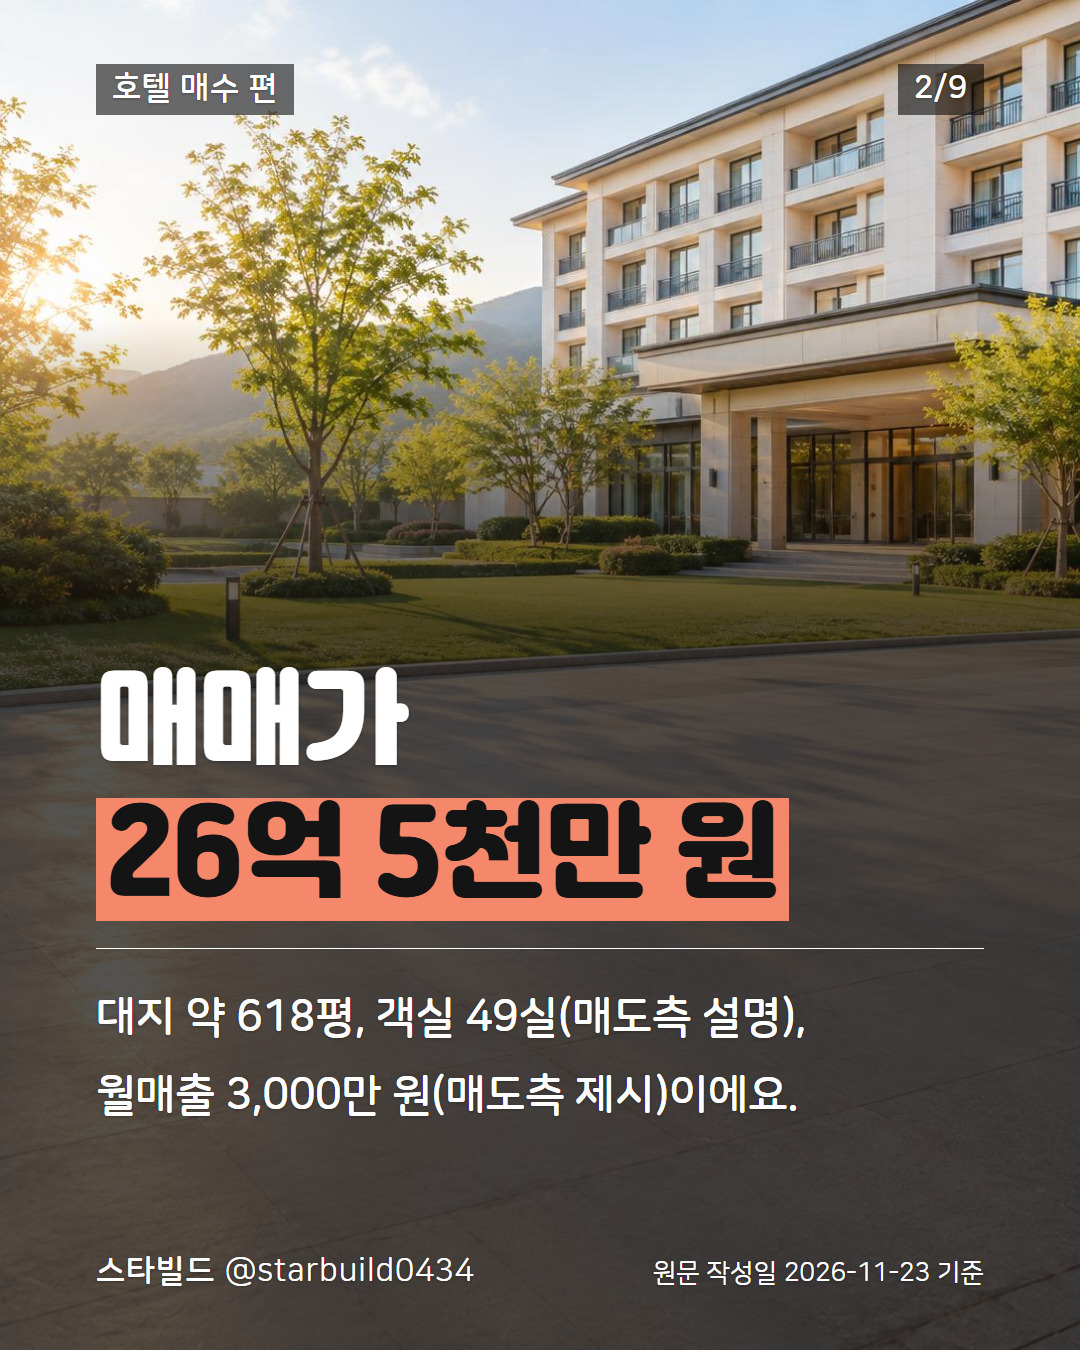 호텔 매수 편
2/9
매매가
26억 5천만 원
대지 약 618평, 객실 49실(매도측 설명),
월매출 3,000만 원(매도측 제시)이에요.
스타빌드 @starbuild0434
원문 작성일 2026-11-23 기준